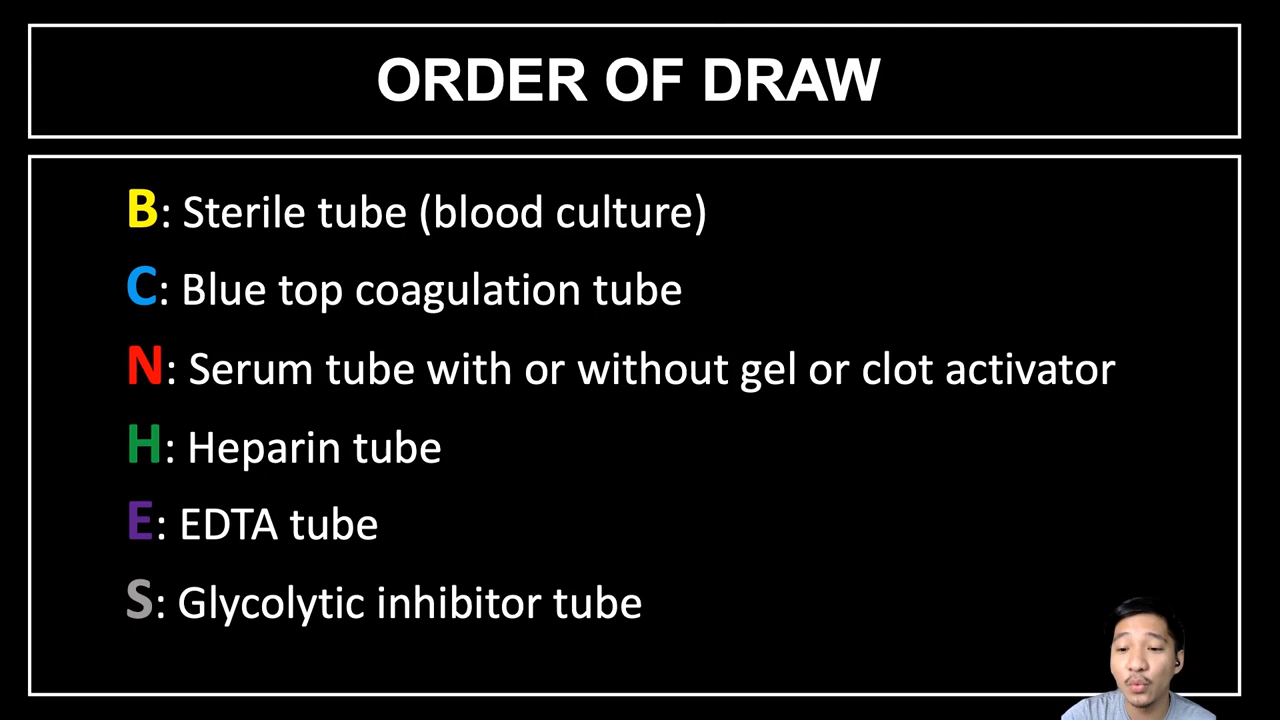 ORDER OF DRAW
B: Sterile tube (blood culture)
C: Blue top coagulation tube
N: Serum tube with or without gel or clot activator
H: Heparin tube
E: EDTA tube
S: Glycolytic inhibitor tube